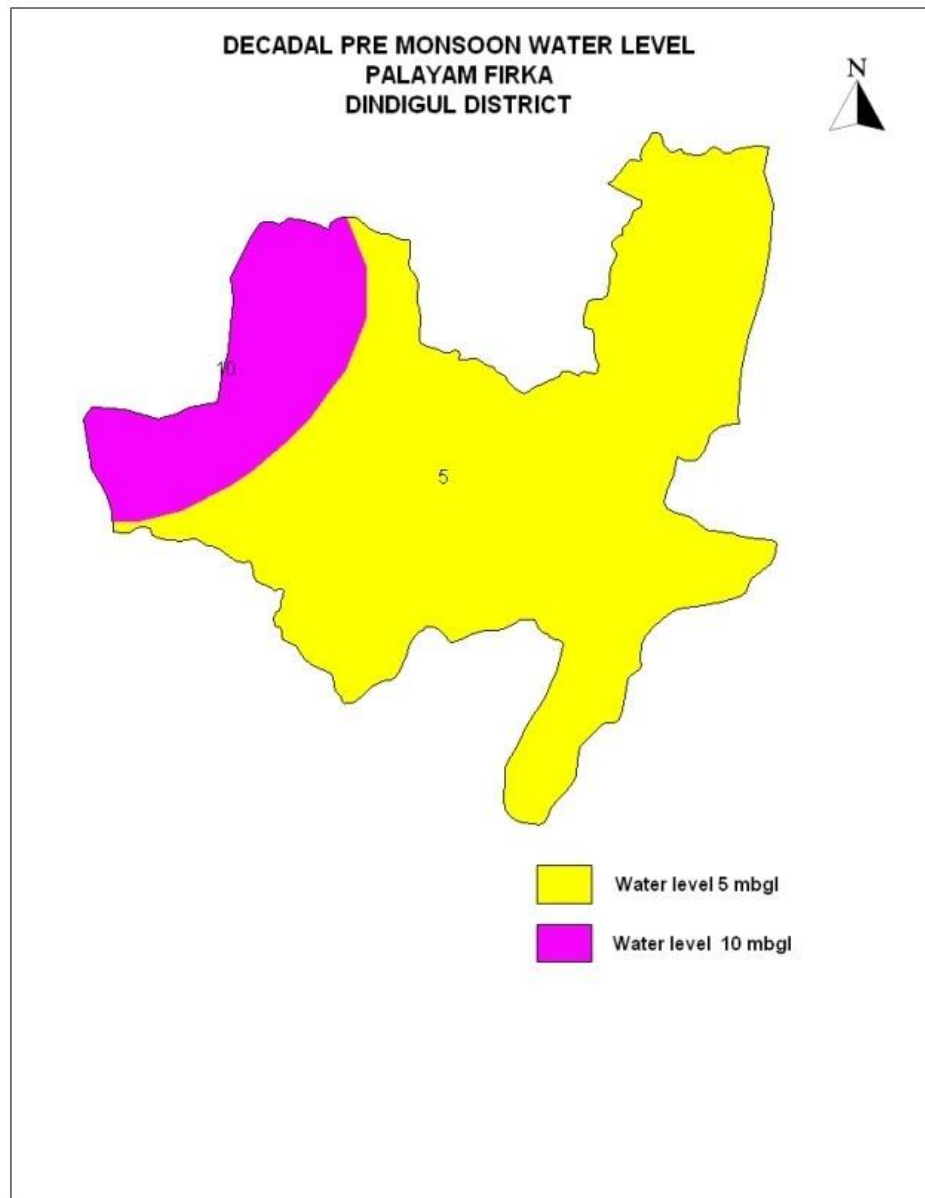 DECADAL PRE MONSOON WATER LEVEL
PALAYAM FIRKA
DINDIGUL DISTRICT
N
10
5
Water level 5 mbgl
Water level 10 mbgl